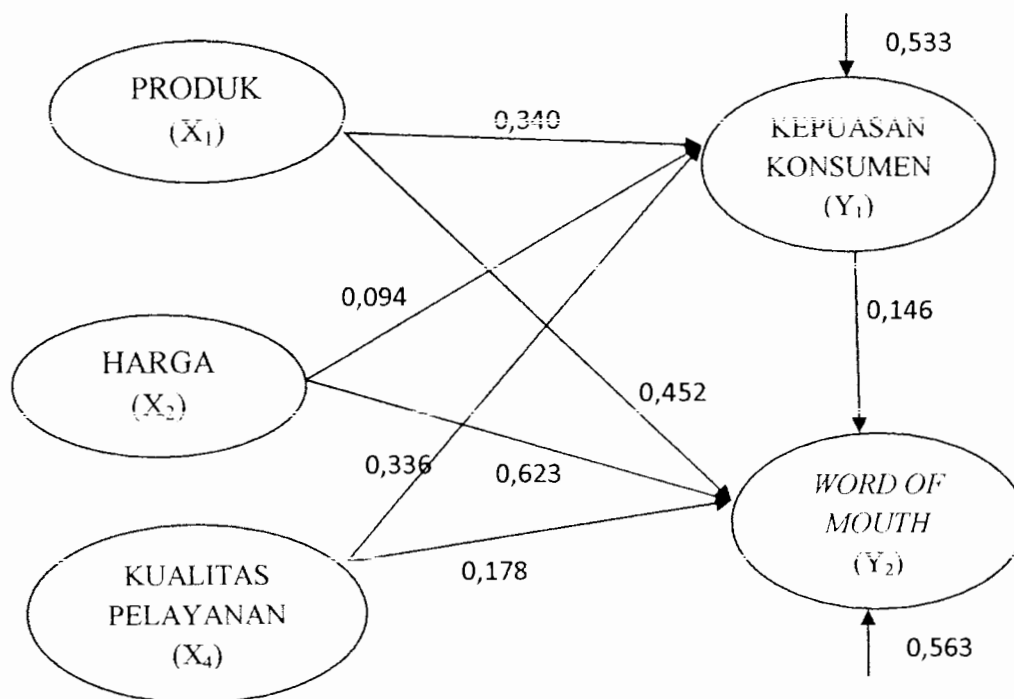 PRODUK
(X₁)
0,340
0,533
KEPUASAN
KONSUMEN
(Y₁)
0,094
0,146
HARGA
(X₂)
0,452
0,336
0,623
WORD OF
MOUTH
(Y₂)
0,178
KUALITAS
PELAYANAN
(X₄)
0,563